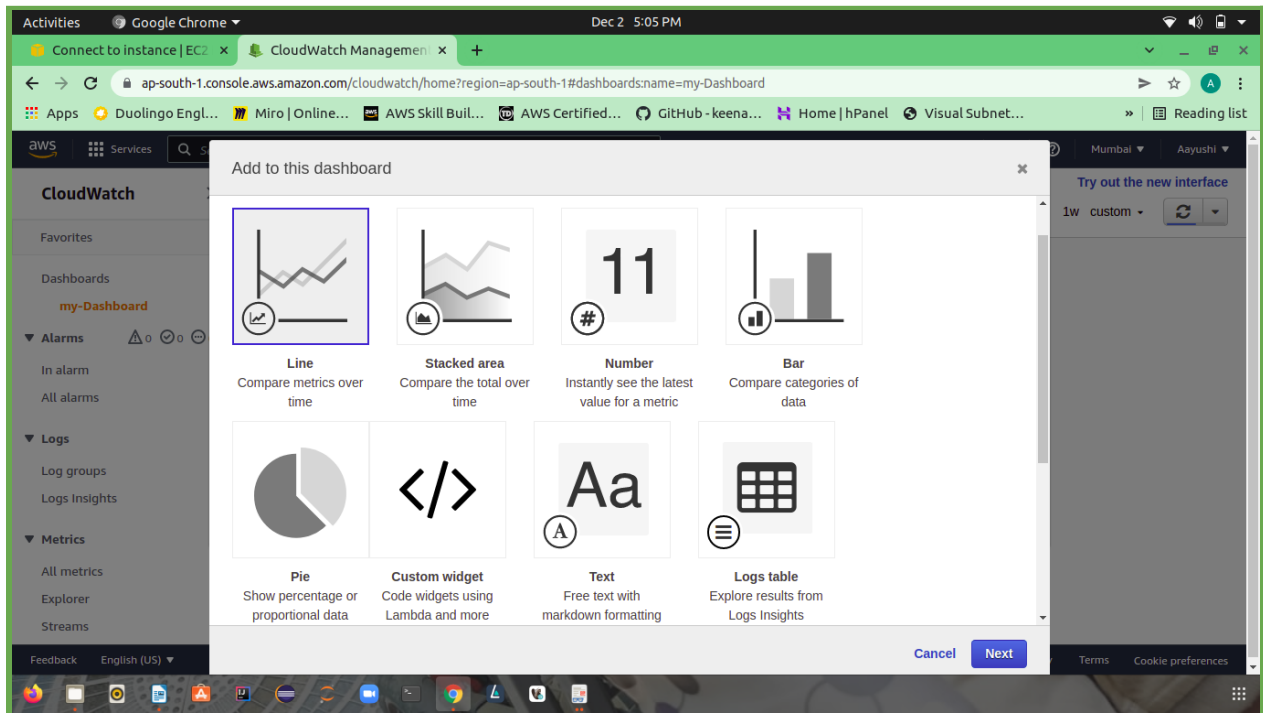 Activities Google Chrome Dec 2 5:05 PM
Connect to instance | EC2 CloudWatch Management
ap-south-1.console.aws.amazon.com/cloudwatch/home?region=ap-south-1#dashboards:name=my-Dashboard
Apps Duolingo Engl... Miro | Online... AWS Skill Buil... AWS Certified... GitHub - keena... Home | hPanel Visual Subnet... » Reading list
aws Services Mumbai Aayushi
Add to this dashboard
CloudWatch
Try out the new interface
1w custom
Favorites
Dashboards
my-Dashboard
Alarms 0 0
In alarm
All alarms
Logs
Log groups
Logs Insights
Metrics
All metrics
Explorer
Streams
11
#
Line
Compare metrics over
time
Stacked area
Compare the total over
time
Number
Instantly see the latest
value for a metric
Bar
Compare categories of
data
</>
Aa
A
Pie
Show percentage or
proportional data
Custom widget
Code widgets using
Lambda and more
Text
Free text with
markdown formatting
Logs table
Explore results from
Logs Insights
Cancel Next
Feedback English (US) Terms Cookie preferences